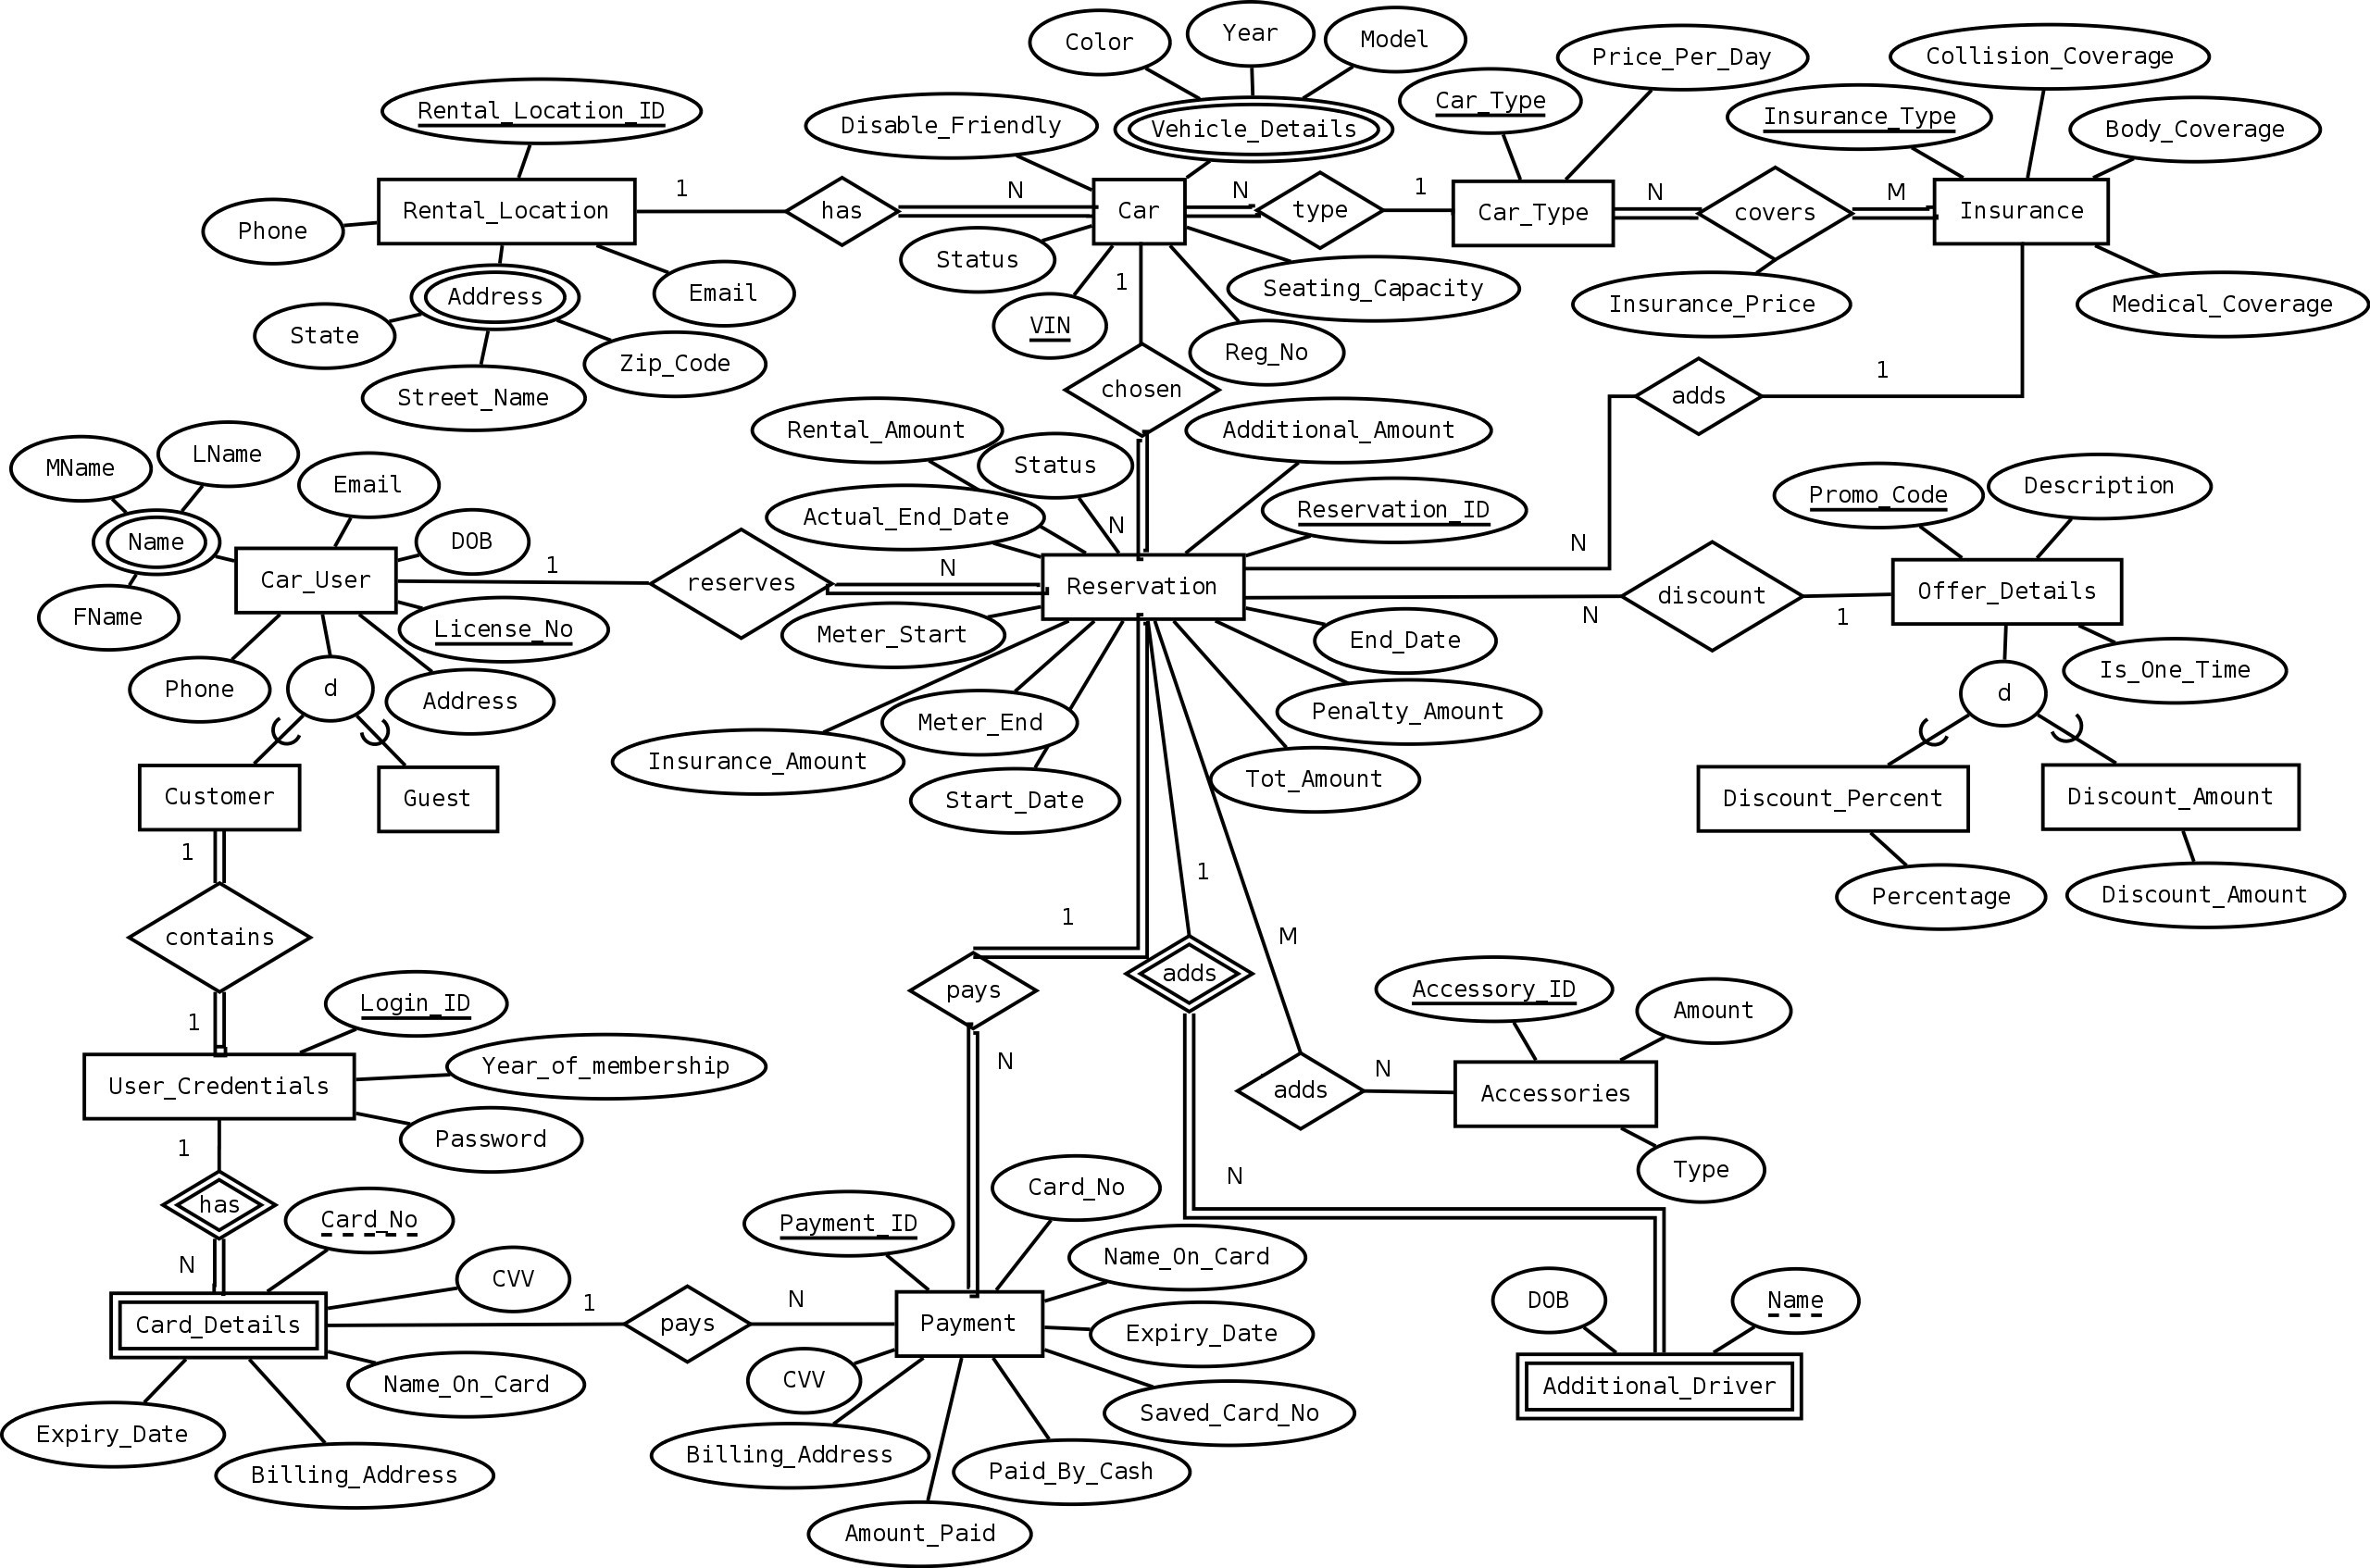 Color
Year
Model
Price_Per_Day
Collision_Coverage
Rental_Location_ID
Disable_Friendly
Vehicle_Details
Car_Type
Insurance_Type
Body_Coverage
Phone
Rental_Location
1
has
N
Car
N
type
1
Car_Type
N
covers
M
Insurance
Status
Seating_Capacity
Address
Email
1
Insurance_Price
Medical_Coverage
State
VIN
Reg_No
Zip_Code
Street_Name
chosen
adds
1
MName
LName
Email
Rental_Amount
Status
Additional_Amount
Promo_Code
Description
Name
DOB
Actual_End_Date
N
Reservation_ID
N
FName
Car_User
1
reserves
N
Reservation
N
discount
1
Offer_Details
License_No
Meter_Start
End_Date
Is_One_Time
Phone
d
Address
Meter_End
Penalty_Amount
d
Insurance_Amount
Start_Date
Tot_Amount
Customer
Guest
Discount_Percent
Discount_Amount
1
1
Percentage
Discount_Amount
contains
1
M
1
Login_ID
pays
adds
Accessory_ID
Amount
User_Credentials
Year_of_membership
N
adds
N
Accessories
Password
1
Type
has
Card_No
Payment_ID
Card_No
N
N
CVV
Name_On_Card
DOB
Name
Card_Details
1
pays
N
Payment
Expiry_Date
Name_On_Card
CVV
Saved_Card_No
Additional_Driver
Expiry_Date
Billing_Address
Billing_Address
Paid_By_Cash
Amount_Paid